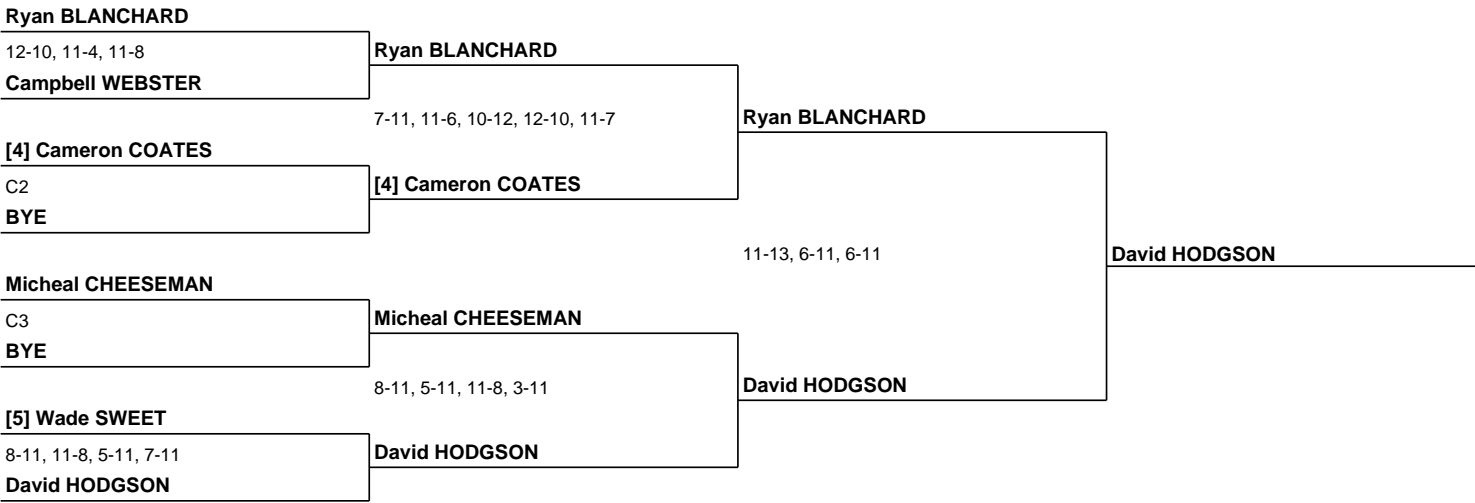 Ryan BLANCHARD
12-10, 11-4, 11-8
Ryan BLANCHARD
Campbell WEBSTER
7-11, 11-6, 10-12, 12-10, 11-7
Ryan BLANCHARD
[4] Cameron COATES
C2
[4] Cameron COATES
BYE
11-13, 6-11, 6-11
David HODGSON
Micheal CHEESEMAN
C3
Micheal CHEESEMAN
BYE
8-11, 5-11, 11-8, 3-11
David HODGSON
[5] Wade SWEET
8-11, 11-8, 5-11, 7-11
David HODGSON
David HODGSON